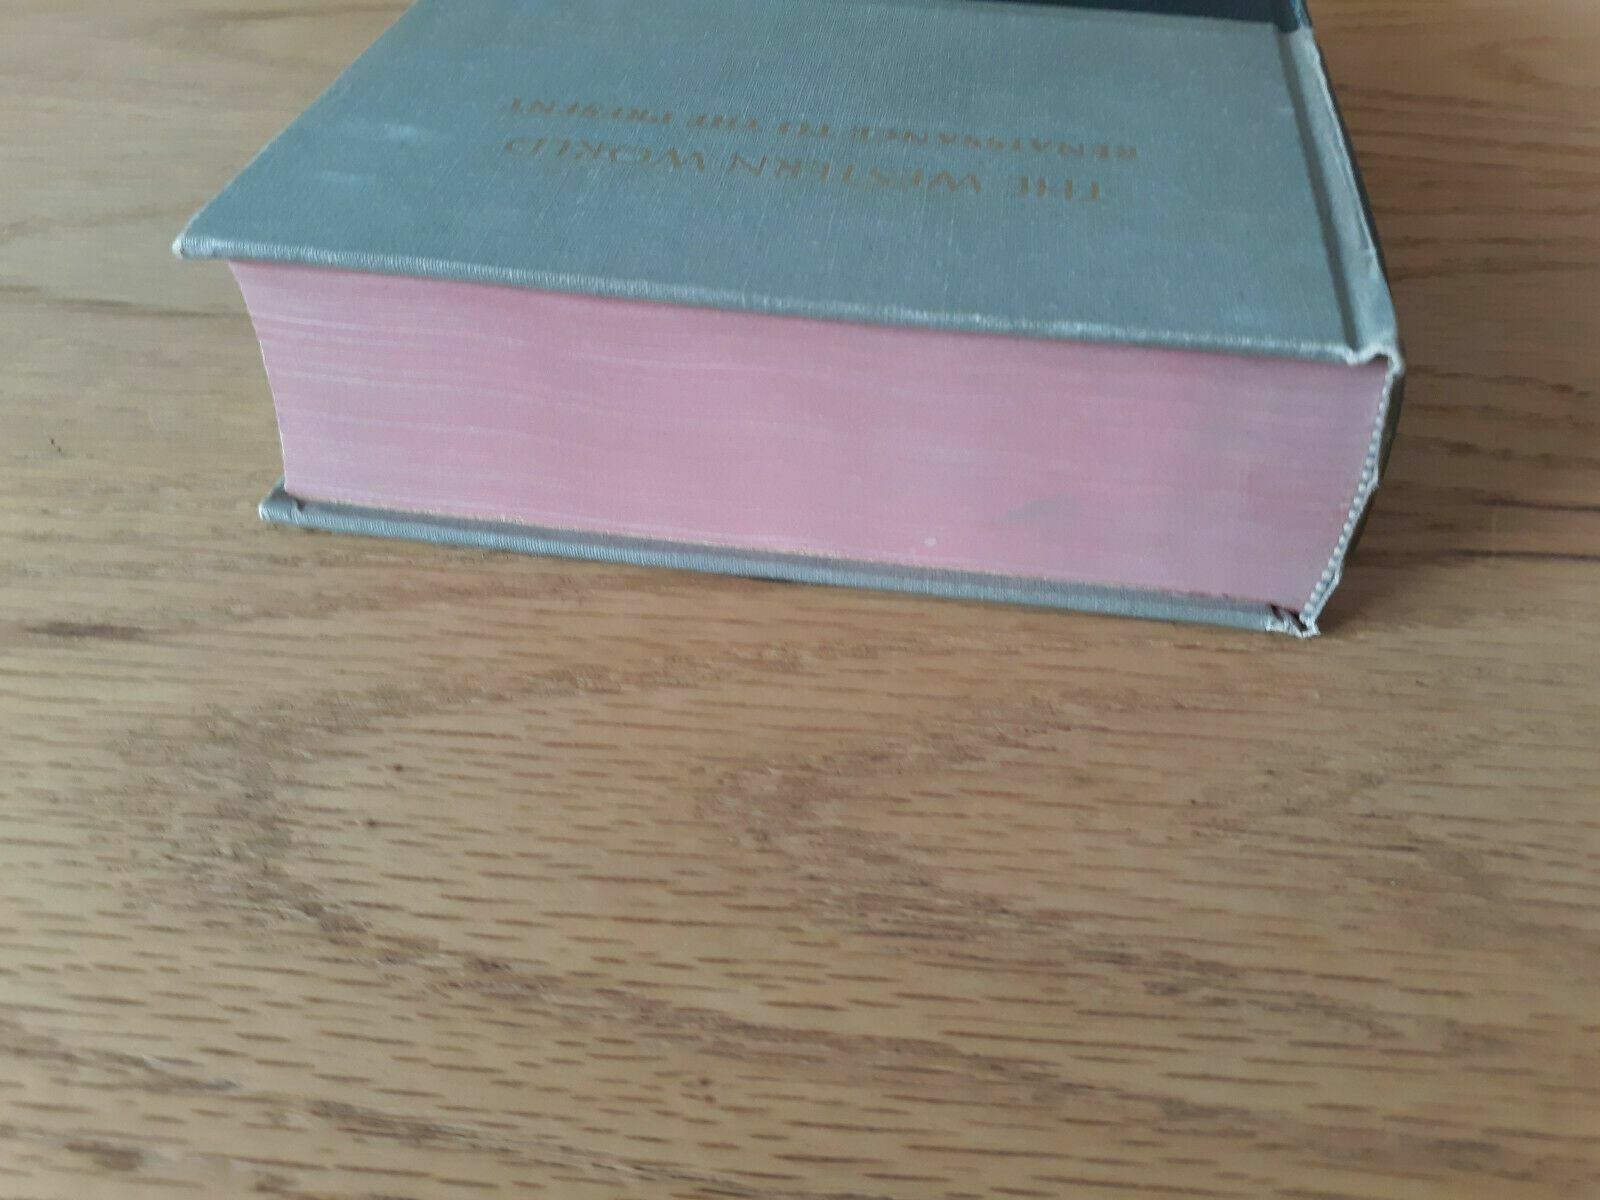 THE WESTERN WORLD
RENAISSANCE TO THE PRESENT